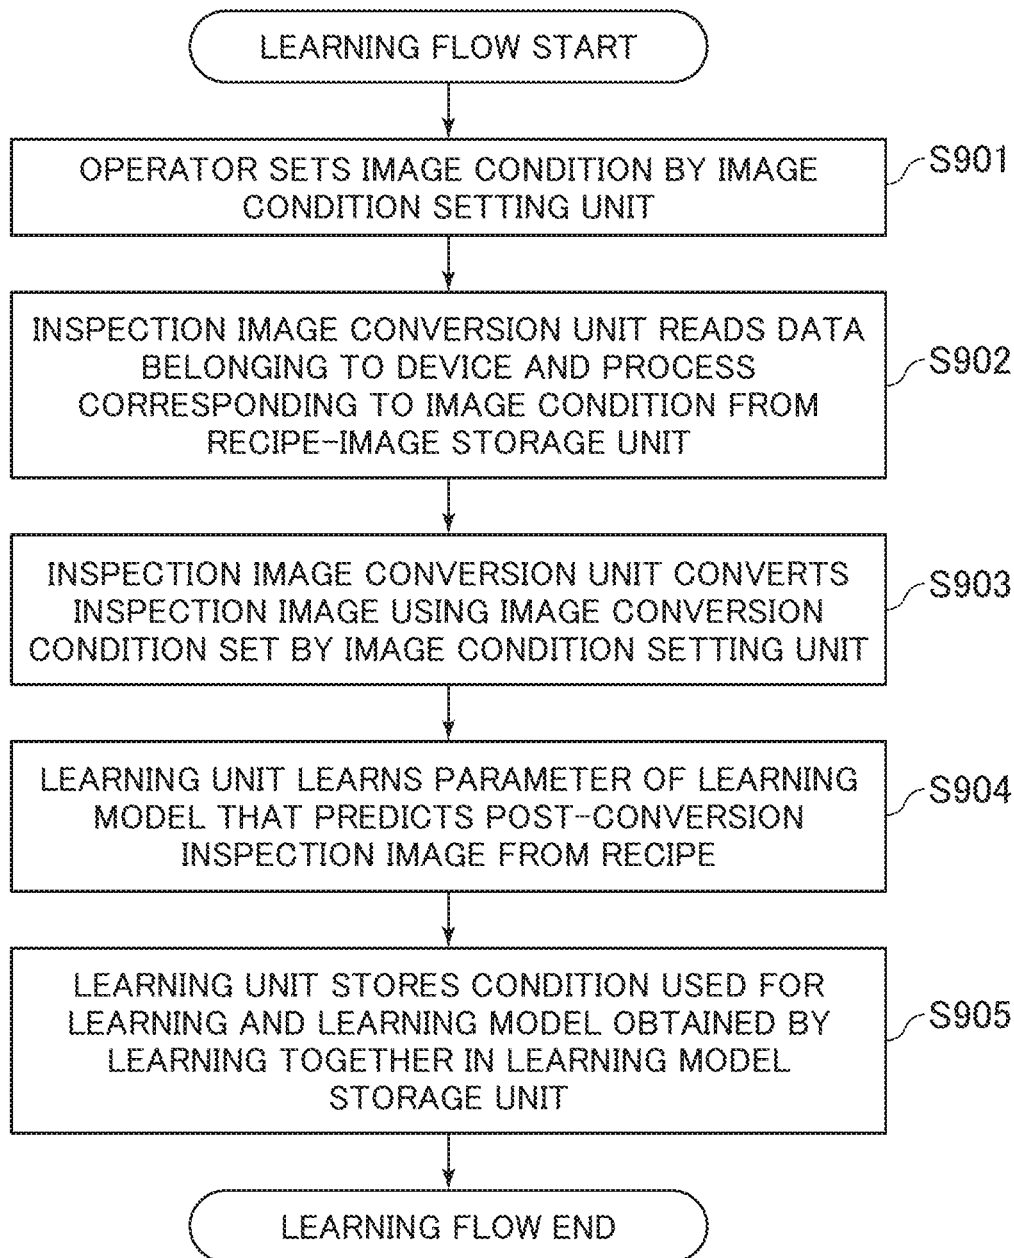 LEARNING FLOW START
OPERATOR SETS IMAGE CONDITION BY IMAGE
CONDITION SETTING UNIT
S901
INSPECTION IMAGE CONVERSION UNIT READS DATA
BELONGING TO DEVICE AND PROCESS
CORRESPONDING TO IMAGE CONDITION FROM
RECIPE-IMAGE STORAGE UNIT
S902
INSPECTION IMAGE CONVERSION UNIT CONVERTS
INSPECTION IMAGE USING IMAGE CONVERSION
CONDITION SET BY IMAGE CONDITION SETTING UNIT
S903
LEARNING UNIT LEARNS PARAMETER OF LEARNING
MODEL THAT PREDICTS POST-CONVERSION
INSPECTION IMAGE FROM RECIPE
S904
LEARNING UNIT STORES CONDITION USED FOR
LEARNING AND LEARNING MODEL OBTAINED BY
LEARNING TOGETHER IN LEARNING MODEL
STORAGE UNIT
S905
LEARNING FLOW END